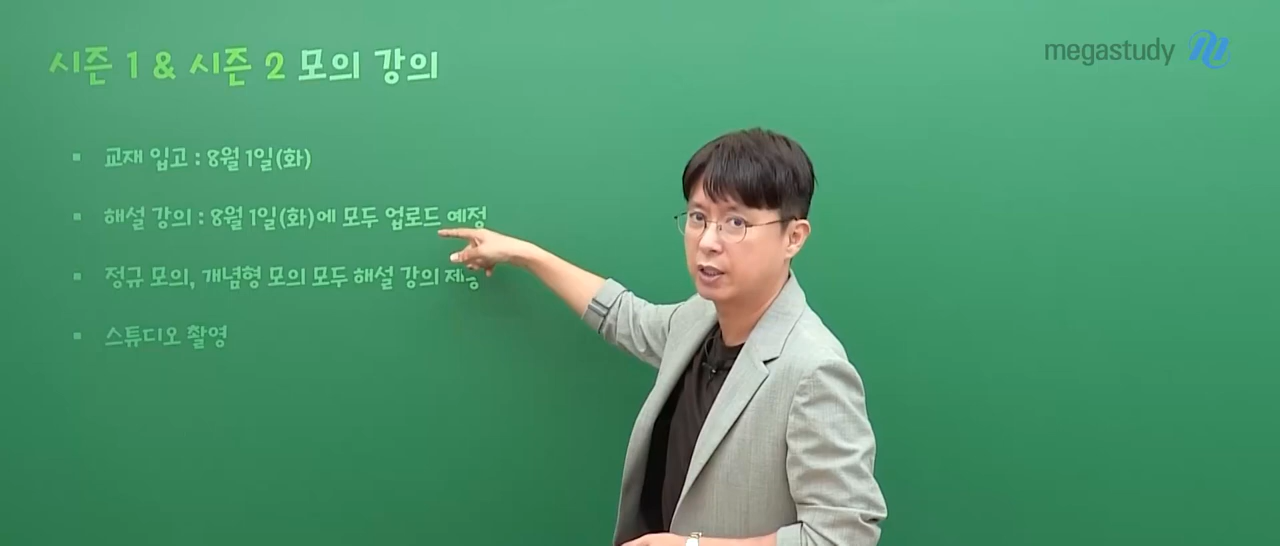 시즌 1 & 시즌 2 모의 강의
megastudy
교재 입고 : 8월 1일(화)
해설 강의 : 8월 1일(화)에 모두 업로드 예정
정규 모의, 개념형 모의 모두 해설 강의 제공
스튜디오 촬영